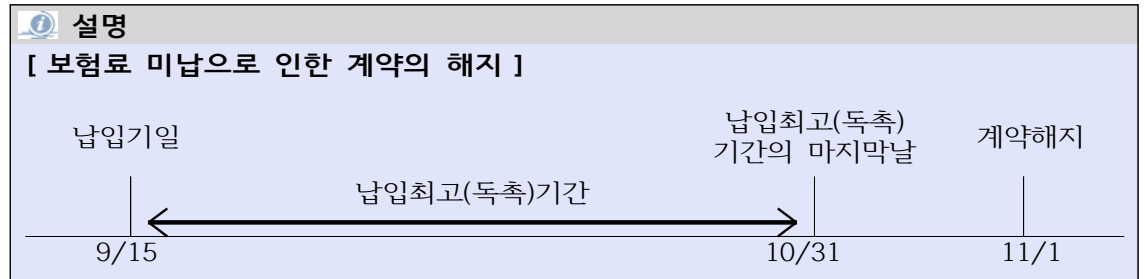 설명
[ 보험료 미납으로 인한 계약의 해지 ]
납입기일
납입최고(독촉)
기간의 마지막날
계약해지
납입최고(독촉)기간
9/15
10/31
11/1